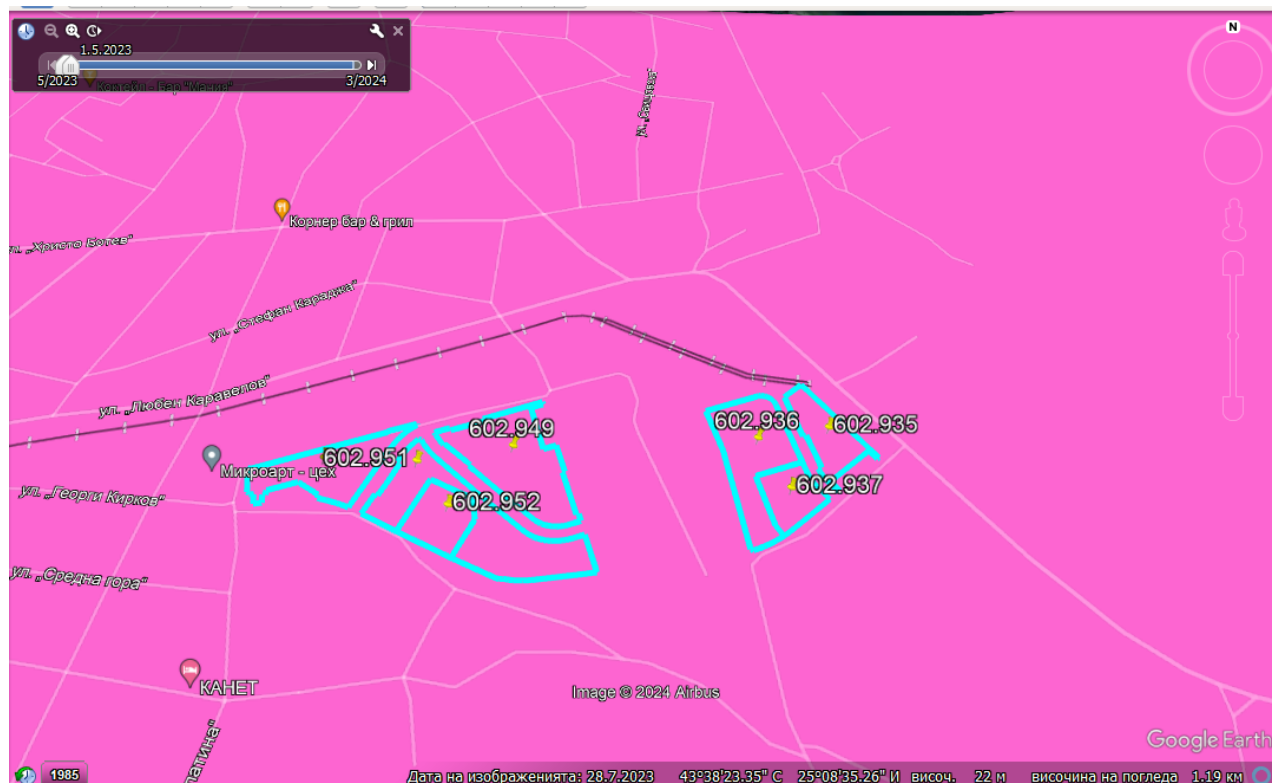 1.5.2023
5/2023
3/2024
Коктейл - Бар "Мания"
N
Корнер бар & грил
ул. „Христо Ботев“
ул. „Стефан Караджа“
ул. „Любен Каравелов“
602.949
602.936
602.935
602.951
Микроарт - цех
602.937
ул. „Георги Кирков“
602.952
ул. „Средна гора“
КАНЕТ
Image © 2024 Airbus
Google Earth
1985
Дата на изображенията: 28.7.2023 43°38'23.35" С 25°08'35.26" И височ. 22 м височина на погледа 1.19 км